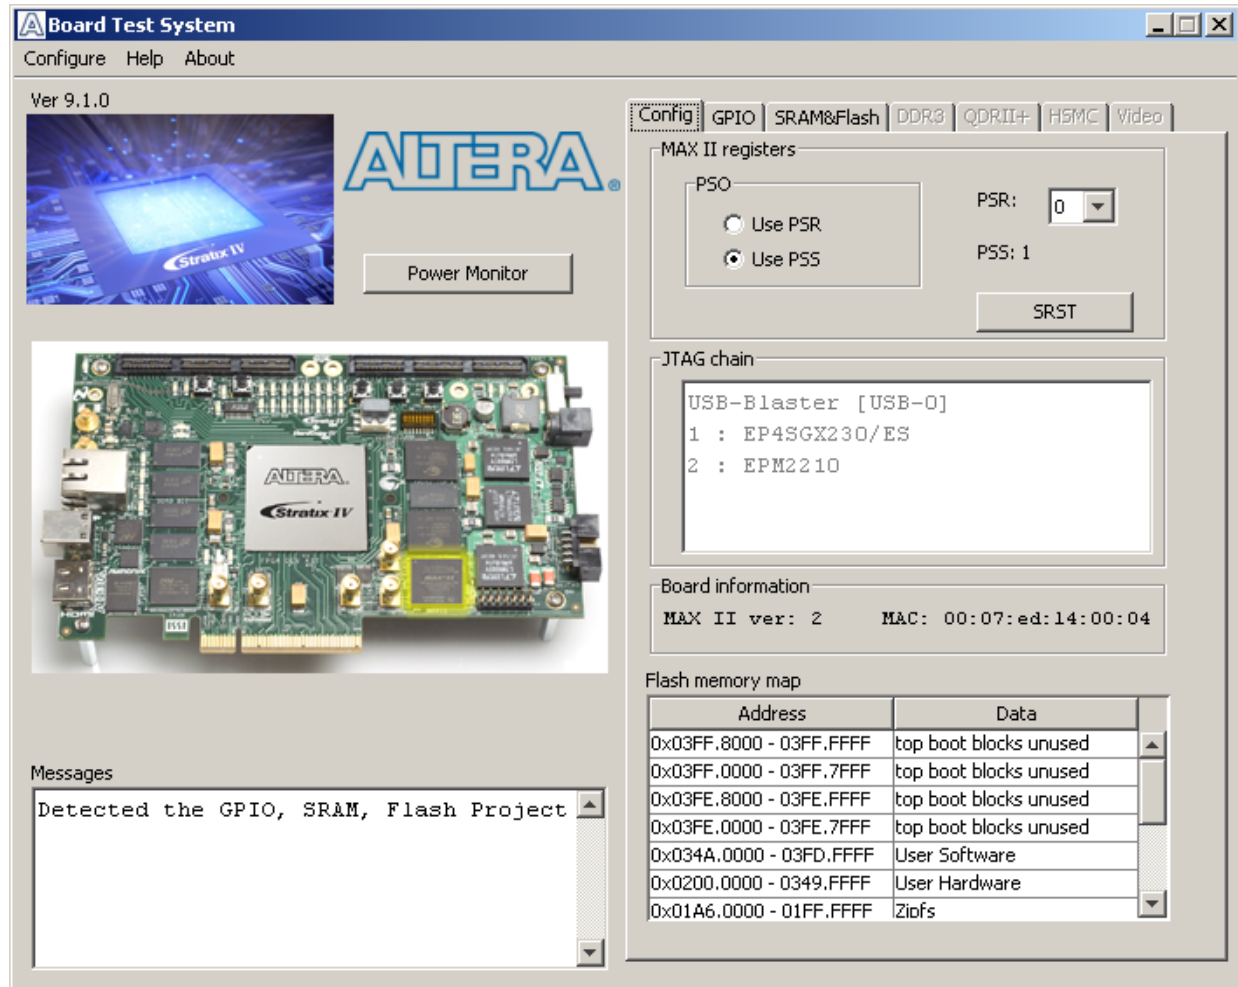 Board Test System
Configure Help About
Ver 9.1.0
Stratix IV
ALTERA®
Power Monitor
ALTERA
Stratix IV
HDMI
Messages
Detected the GPIO, SRAM, Flash Project
Config GPIO SRAM&Flash DDR3 QDRII+ HSMC Video
MAX II registers
PSO
Use PSR
Use PSS
PSR: 0
PSS: 1
SRST
JTAG chain
USB-Blaster [USB-0]
1 : EP4SGX230/ES
2 : EPM2210
Board information
MAX II ver: 2 MAC: 00:07:ed:14:00:04
Flash memory map
Address Data
0x03FF.8000 - 03FF.FFFF top boot blocks unused
0x03FF.0000 - 03FF.7FFF top boot blocks unused
0x03FE.8000 - 03FE.FFFF top boot blocks unused
0x03FE.0000 - 03FE.7FFF top boot blocks unused
0x034A.0000 - 03FD.FFFF User Software
0x0200.0000 - 0349.FFFF User Hardware
0x01A6.0000 - 01FF.FFFF Zipfs